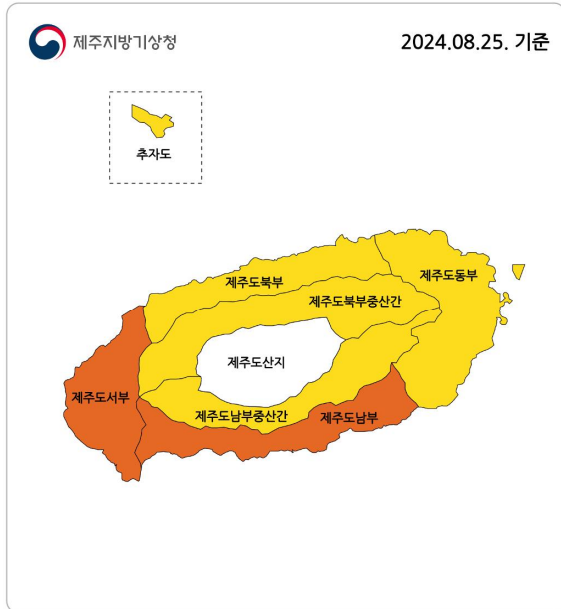 제주지방기상청
2024.08.25. 기준
추자도
제주도북부
제주도동부
제주도북부중산간
제주도산지
제주도서부
제주도남부중산간
제주도남부